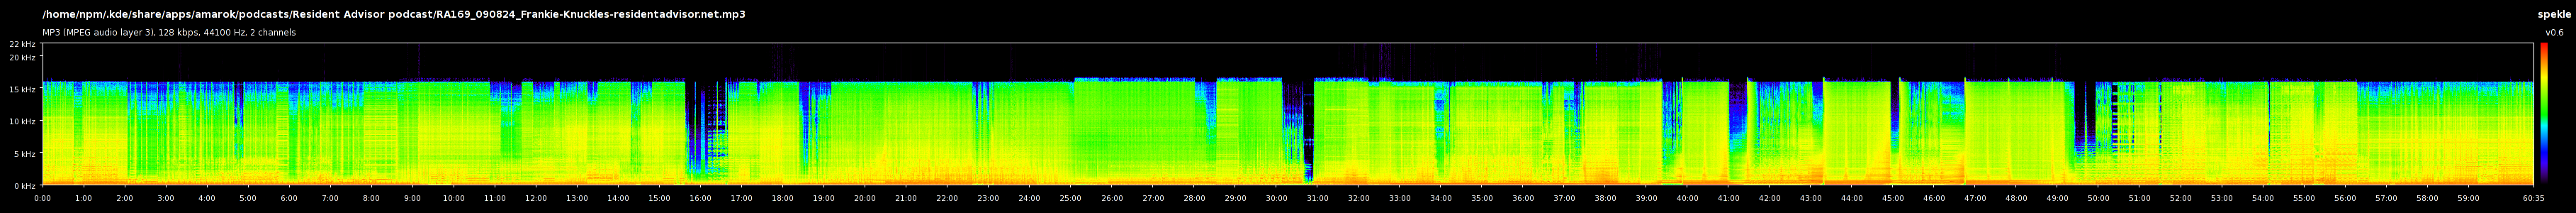 /home/npm/.kde/share/apps/amarok/podcasts/Resident Advisor podcast/RA169_090824_Frankie-Knuckles-residentadvisor.net.mp3
spekle
MP3 (MPEG audio layer 3), 128 kbps, 44100 Hz, 2 channels
v0.6
22 kHz
20 kHz
15 kHz
10 kHz
5 kHz
0 kHz
0:00 1:00 2:00 3:00 4:00 5:00 6:00 7:00 8:00 9:00 10:00 11:00 12:00 13:00 14:00 15:00 16:00 17:00 18:00 19:00 20:00 21:00 22:00 23:00 24:00 25:00 26:00 27:00 28:00 29:00 30:00 31:00 32:00 33:00 34:00 35:00 36:00 37:00 38:00 39:00 40:00 41:00 42:00 43:00 44:00 45:00 46:00 47:00 48:00 49:00 50:00 51:00 52:00 53:00 54:00 55:00 56:00 57:00 58:00 59:00 60:35